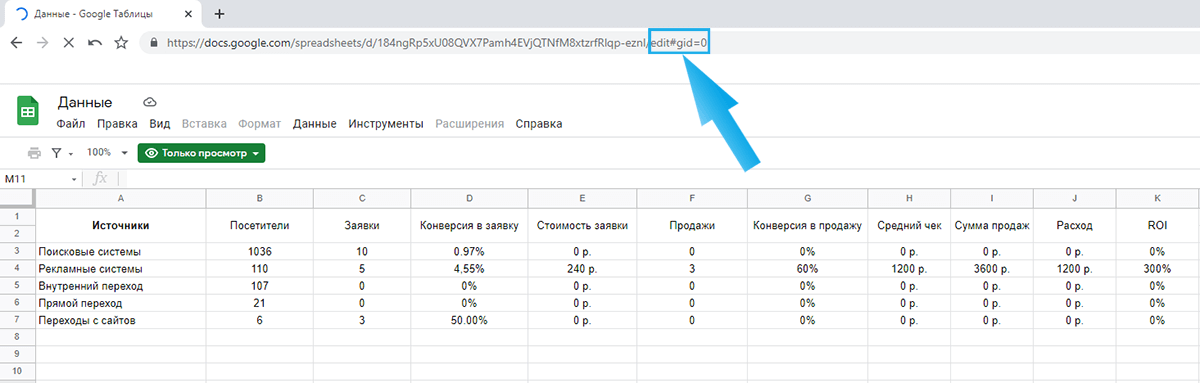 Данные - Google Таблицы
https://docs.google.com/spreadsheets/d/184ngRp5xU08QVX7Pamh4EVjQTNfM8xtzrfRlqp-eznI/edit#gid=0
Данные
Файл Правка Вид Вставка Формат Данные Инструменты Расширения Справка
100% Только просмотр
M11 fx
A B C D E F G H I J K
1
2
Источники Посетители Заявки Конверсия в заявку Стоимость заявки Продажи Конверсия в продажу Средний чек Сумма продаж Расход ROI
3 Поисковые системы 1036 10 0.97% 0 р. 0 0% 0 р. 0 р. 0 р. 0%
4 Рекламные системы 110 5 4.55% 240 р. 3 60% 1200 р. 3600 р. 1200 р. 300%
5 Внутренний переход 107 0 0% 0 р. 0 0% 0 р. 0 р. 0 р. 0%
6 Прямой переход 21 0 0% 0 р. 0 0% 0 р. 0 р. 0 р. 0%
7 Переходы с сайтов 6 3 50.00% 0 р. 0 0% 0 р. 0 р. 0 р. 0%
8
9
10